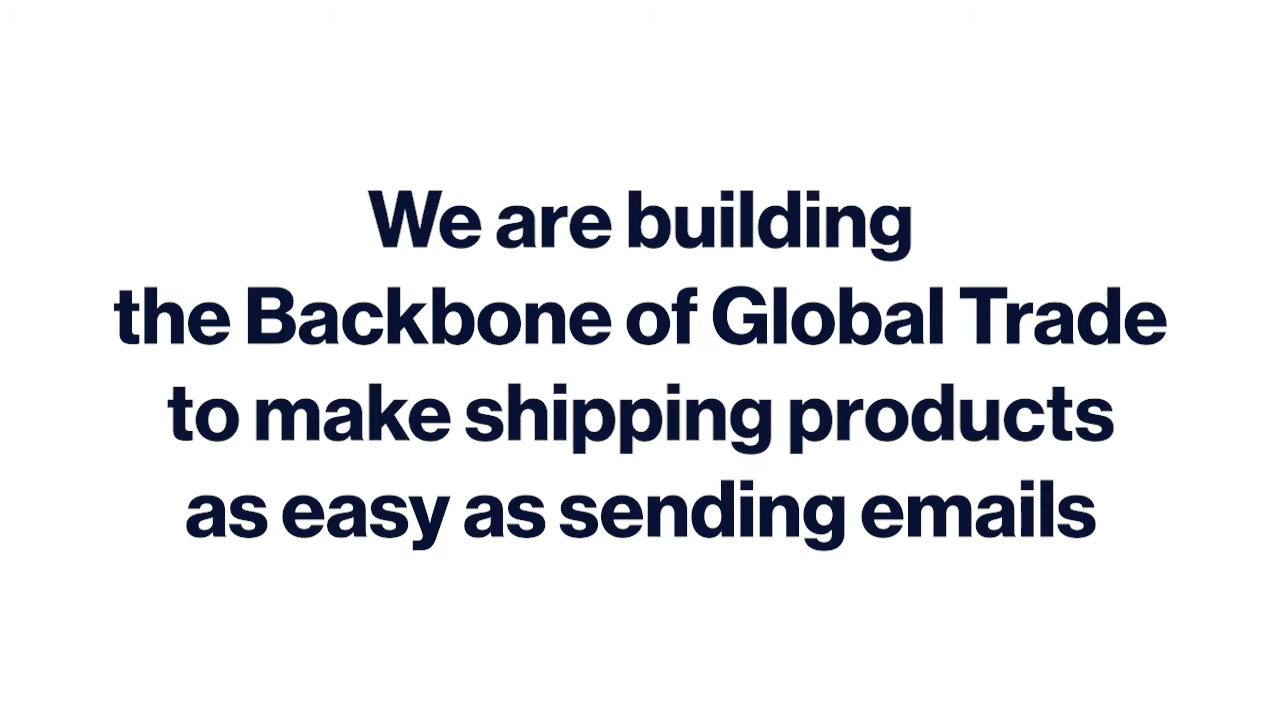 We are building
the Backbone of Global Trade
to make shipping products
as easy as sending emails